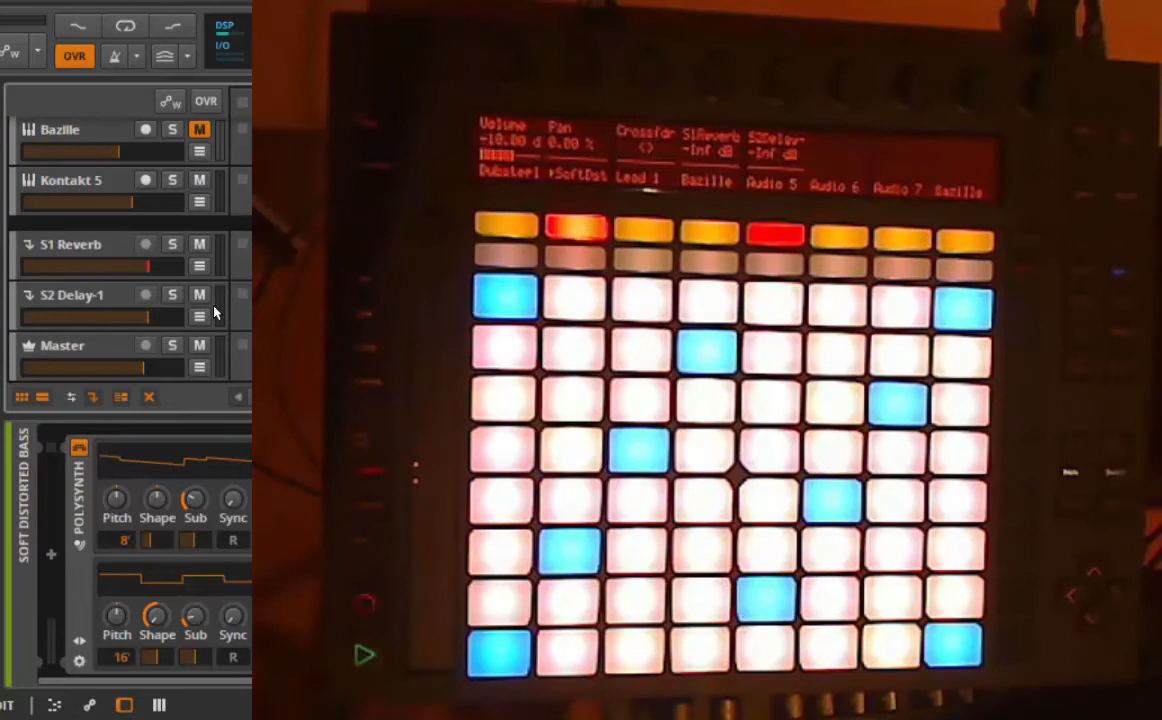 DSP
I/O
W
OVR
W OVR
Bazille S M
Kontakt 5 S M
S1 Reverb S M
S2 Delay-1 S M
Master S M
SOFT DISTORTED BASS
POLYSYNTH
Pitch Shape Sub Sync
8' R
Pitch Shape Sub Sync
16' R
DIT
Volume Pan Crossfdr S1Reverb S2Delay-
-10.00 d 0.00 % <> -Inf dB -Inf dB
Lead 1 Bazille Audio 5 Audio 6 Audio 7 Bazille